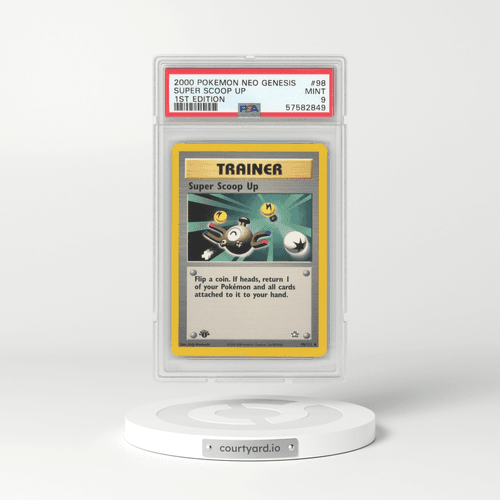 2000 POKEMON NEO GENESIS #98
SUPER SCOOP UP MINT
1ST EDITION 9
PSA 57582849
TRAINER
Super Scoop Up
Flip a coin. If heads, return 1
of your Pokémon and all cards
attached to it to your hand.
courtyard.io